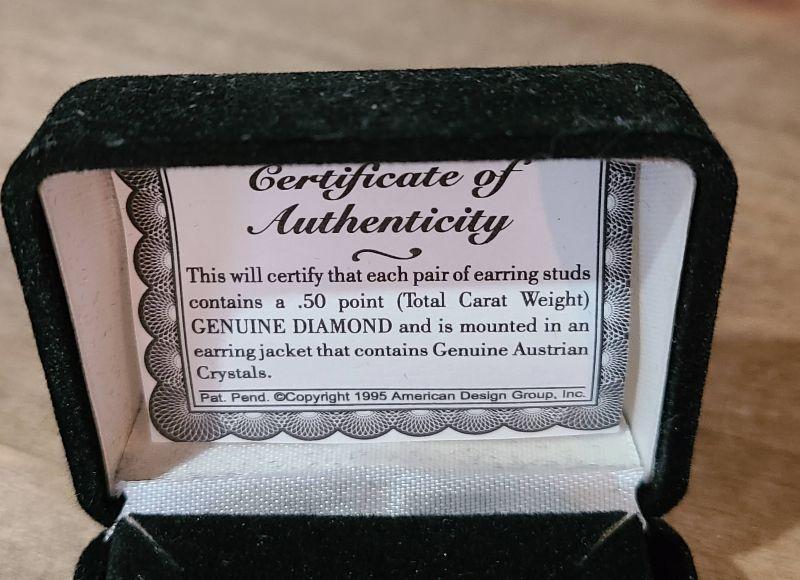 Certificate of
Authenticity
This will certify that each pair of earring studs
contains a .50 point (Total Carat Weight)
GENUINE DIAMOND and is mounted in an
earring jacket that contains Genuine Austrian
Crystals.
Pat. Pend. ©Copyright 1995 American Design Group, Inc.